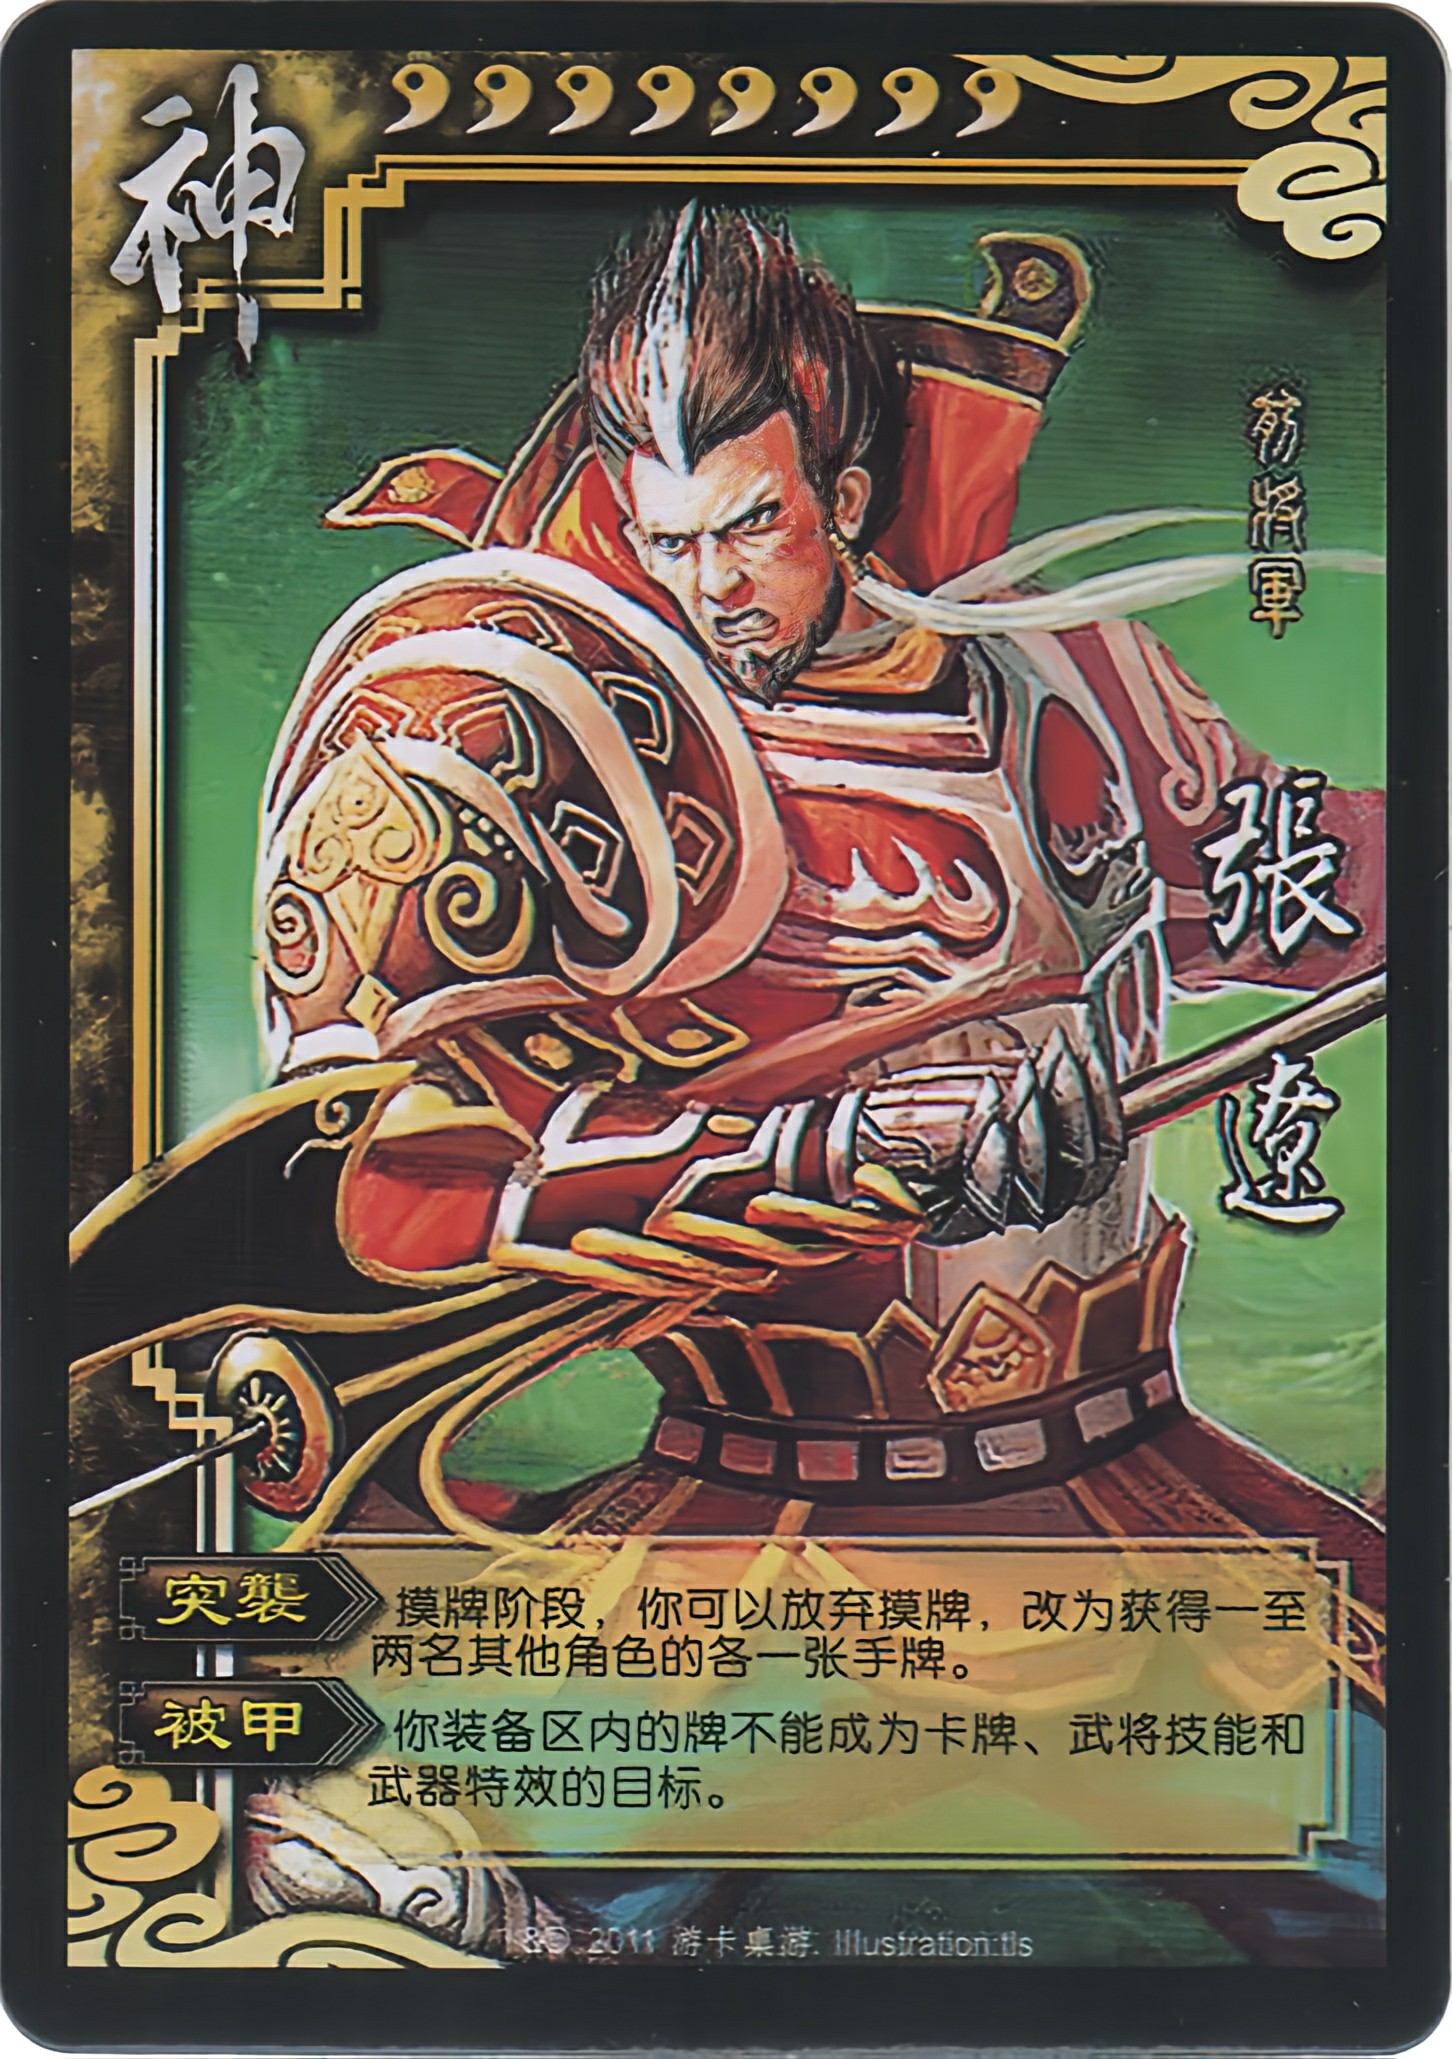 神
前將軍
張遼
突襲
摸牌阶段，你可以放弃摸牌，改为获得一至
两名其他角色的各一张手牌。
被甲
你装备区内的牌不能成为卡牌、武将技能和
武器特效的目标。
&© 2011 游卡桌游. Illustration:tls